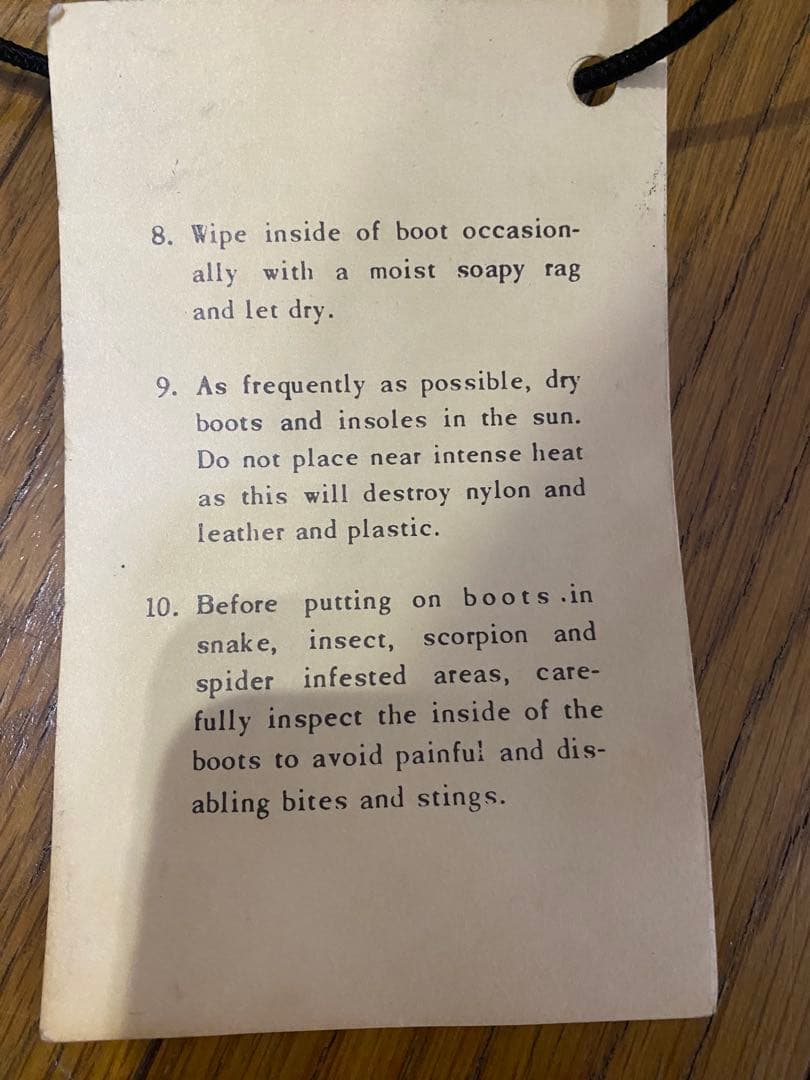 8. Wipe inside of boot occasion-
ally with a moist soapy rag
and let dry.
9. As frequently as possible, dry
boots and insoles in the sun.
Do not place near intense heat
as this will destroy nylon and
leather and plastic.
10. Before putting on boots in
snake, insect, scorpion and
spider infested areas, care-
fully inspect the inside of the
boots to avoid painful and dis-
abling bites and stings.